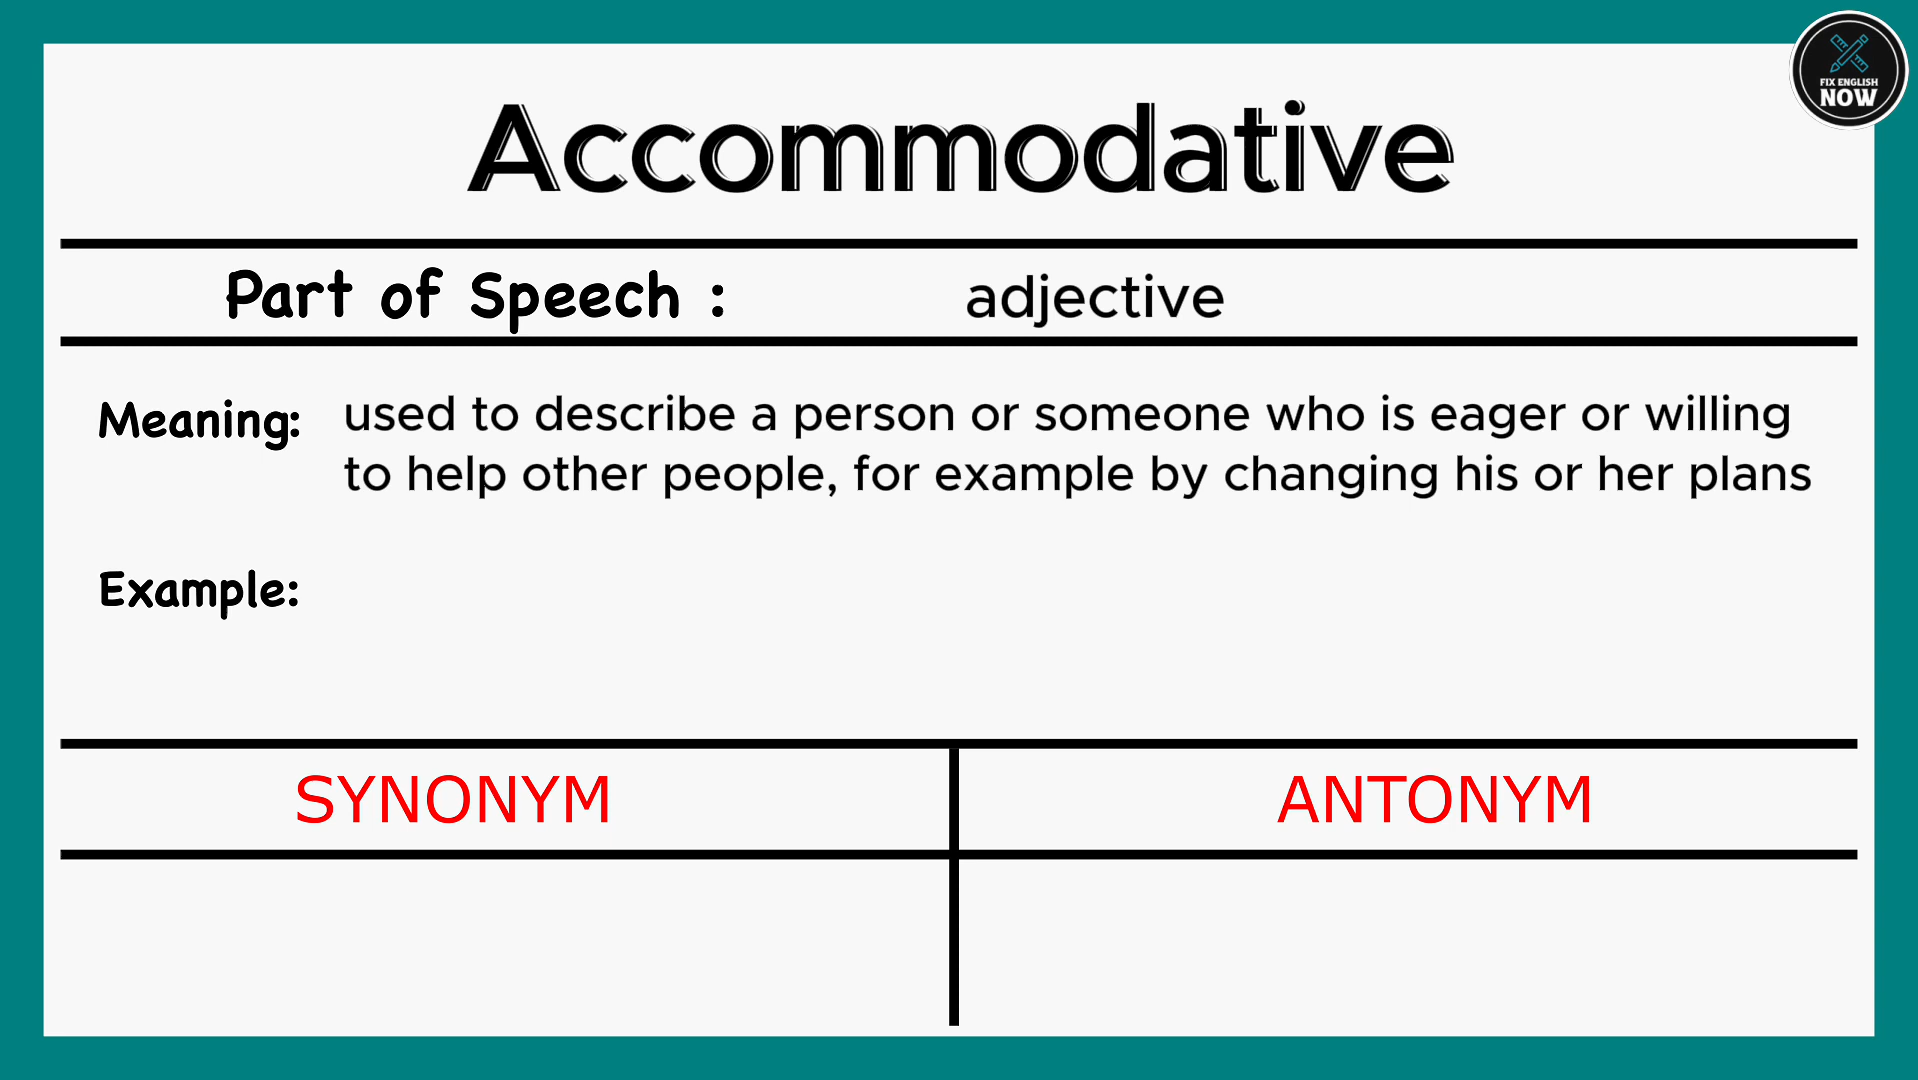 FIX ENGLISH
NOW
Accommodative
Part of Speech : adjective
Meaning: used to describe a person or someone who is eager or willing
to help other people, for example by changing his or her plans
Example:
SYNONYM ANTONYM